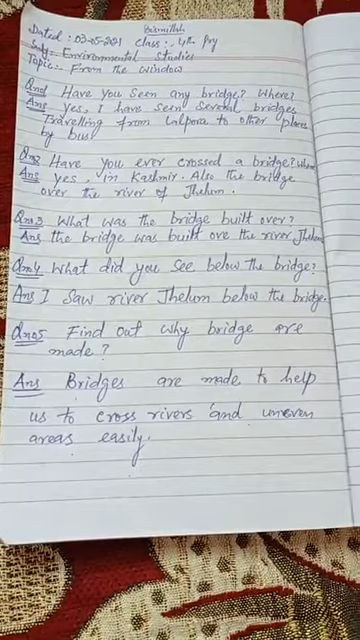 Bismillah
Dated: 03-05-2021 Class:- 4th Pry
Sub:- Environmental Studies
Topic:- From the window
Qno1 Have you seen any bridge? Where?
Ans yes, I have seen several bridges
Travelling from Lalpora to other places
by bus
Qno2 Have you ever crossed a bridge? Where
Ans yes, in Kashmir. Also the bridge
over the river of Jhelum.
Qno3 What was the bridge built over?
Ans the bridge was built ove the river Jhelum
Qno4 What did you see below the bridge?
Ans I Saw river Jhelum below the bridge.
Qno5 Find out why bridge are
made?
Ans Bridges are made to help
us to cross rivers and uneven
areas easily.